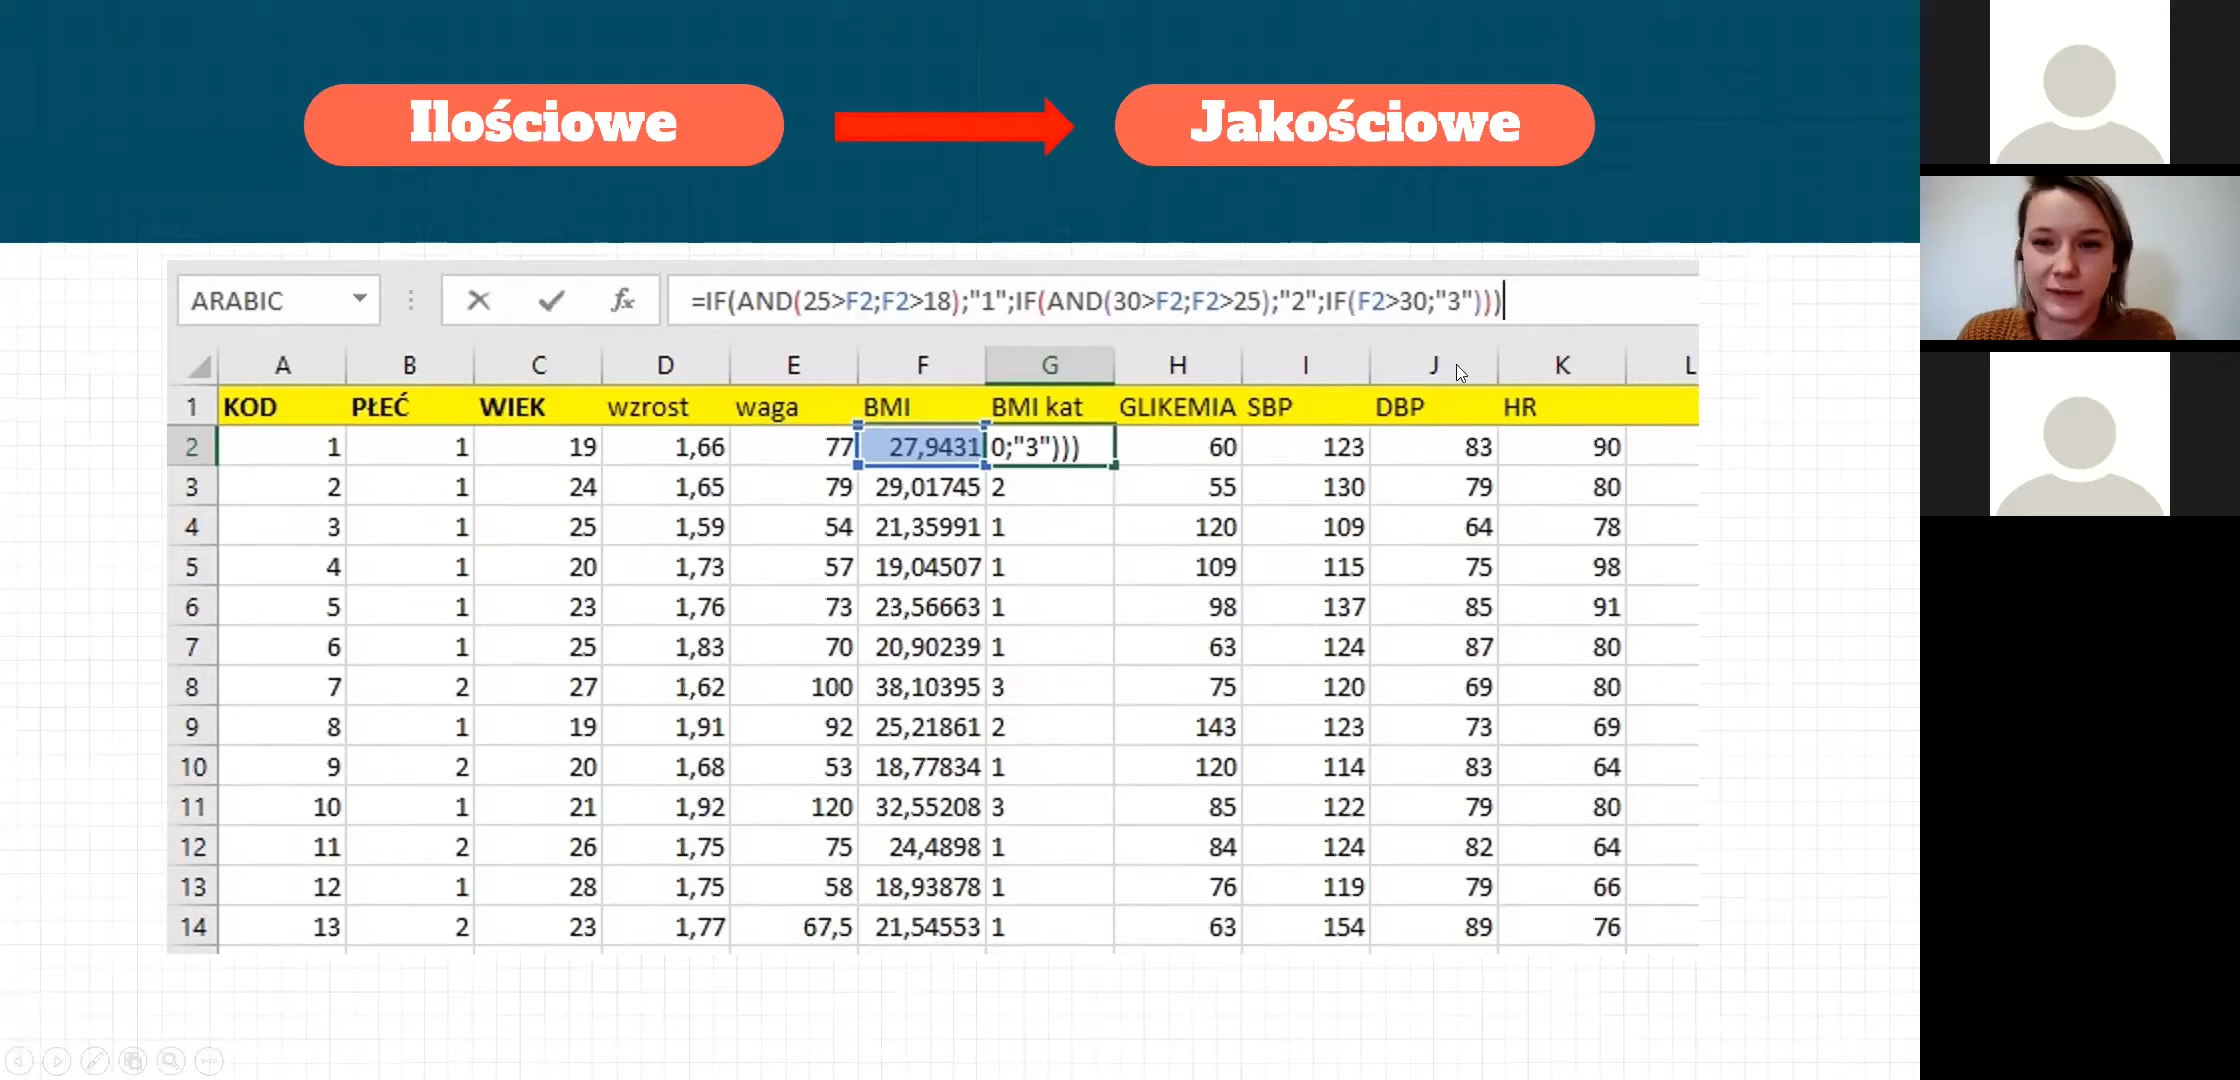 Ilościowe Jakościowe
ARABIC =IF(AND(25>F2;F2>18);"1";IF(AND(30>F2;F2>25);"2";IF(F2>30;"3")))
A B C D E F G H I J K L
1 KOD PŁEĆ WIEK wzrost waga BMI BMI kat GLIKEMIA SBP DBP HR
2 1 1 19 1,66 77 27,9431 0;"3"))) 60 123 83 90
3 2 1 24 1,65 79 29,01745 2 55 130 79 80
4 3 1 25 1,59 54 21,35991 1 120 109 64 78
5 4 1 20 1,73 57 19,04507 1 109 115 75 98
6 5 1 23 1,76 73 23,56663 1 98 137 85 91
7 6 1 25 1,83 70 20,90239 1 63 124 87 80
8 7 2 27 1,62 100 38,10395 3 75 120 69 80
9 8 1 19 1,91 92 25,21861 2 143 123 73 69
10 9 2 20 1,68 53 18,77834 1 120 114 83 64
11 10 1 21 1,92 120 32,55208 3 85 122 79 80
12 11 2 26 1,75 75 24,4898 1 84 124 82 64
13 12 1 28 1,75 58 18,93878 1 76 119 79 66
14 13 2 23 1,77 67,5 21,54553 1 63 154 89 76